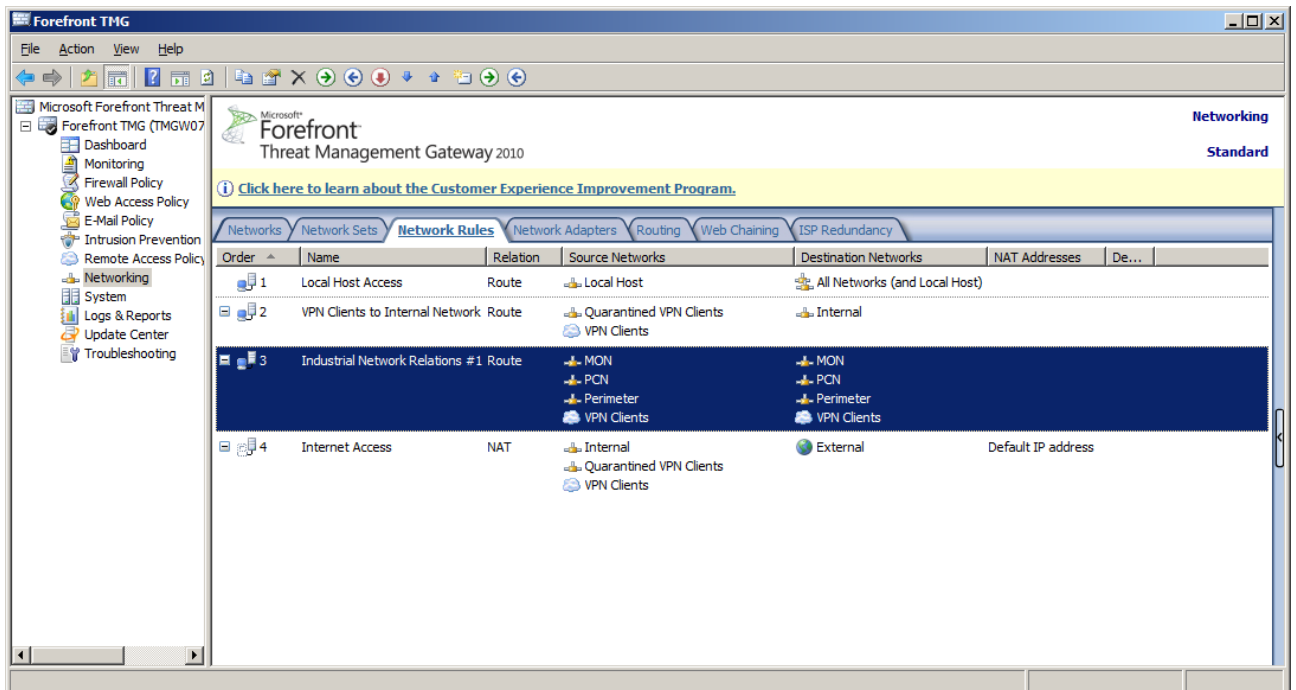 Forefront TMG
File Action View Help
Microsoft Forefront Threat M
Forefront TMG (TMGW07
Dashboard
Monitoring
Firewall Policy
Web Access Policy
E-Mail Policy
Intrusion Prevention
Remote Access Policy
Networking
System
Logs & Reports
Update Center
Troubleshooting
Microsoft
Forefront
Threat Management Gateway 2010
Networking
Standard
Click here to learn about the Customer Experience Improvement Program.
Networks Network Sets Network Rules Network Adapters Routing Web Chaining ISP Redundancy
Order Name Relation Source Networks Destination Networks NAT Addresses De...
1 Local Host Access Route Local Host All Networks (and Local Host)
2 VPN Clients to Internal Network Route Quarantined VPN Clients Internal
VPN Clients
3 Industrial Network Relations #1 Route MON MON
PCN PCN
Perimeter Perimeter
VPN Clients VPN Clients
4 Internet Access NAT Internal External Default IP address
Quarantined VPN Clients
VPN Clients